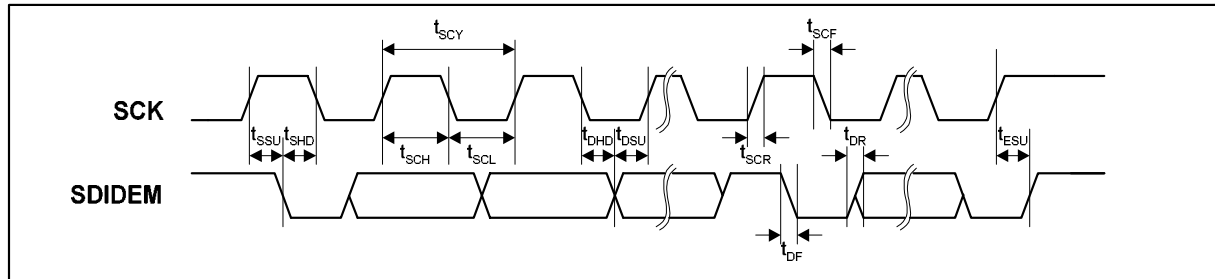 tSCY
tSCF
SCK
tSSU tSHD tSCH tSCL tDHD tDSU tSCR tDR tESU
SDIDEM
tDF